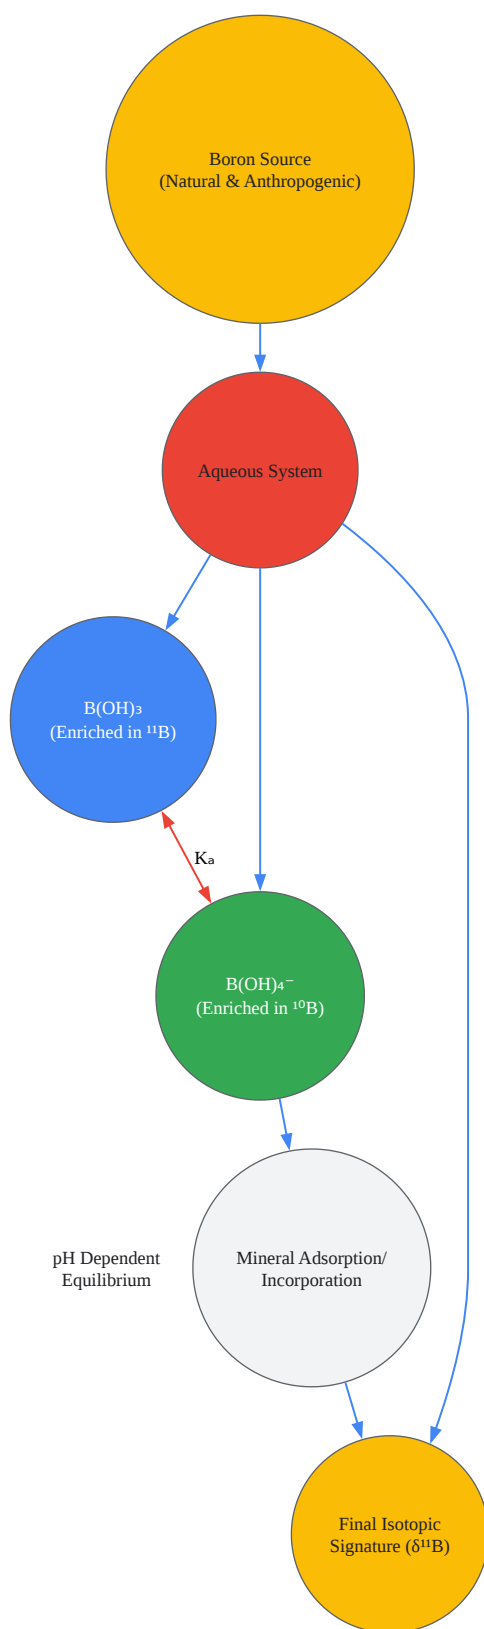 Boron Source
(Natural & Anthropogenic)
Aqueous System
B(OH)₃
(Enriched in ¹¹B)
Kₐ
B(OH)₄⁻
(Enriched in ¹⁰B)
pH Dependent
Equilibrium
Mineral Adsorption/
Incorporation
Final Isotopic
Signature (δ¹¹B)